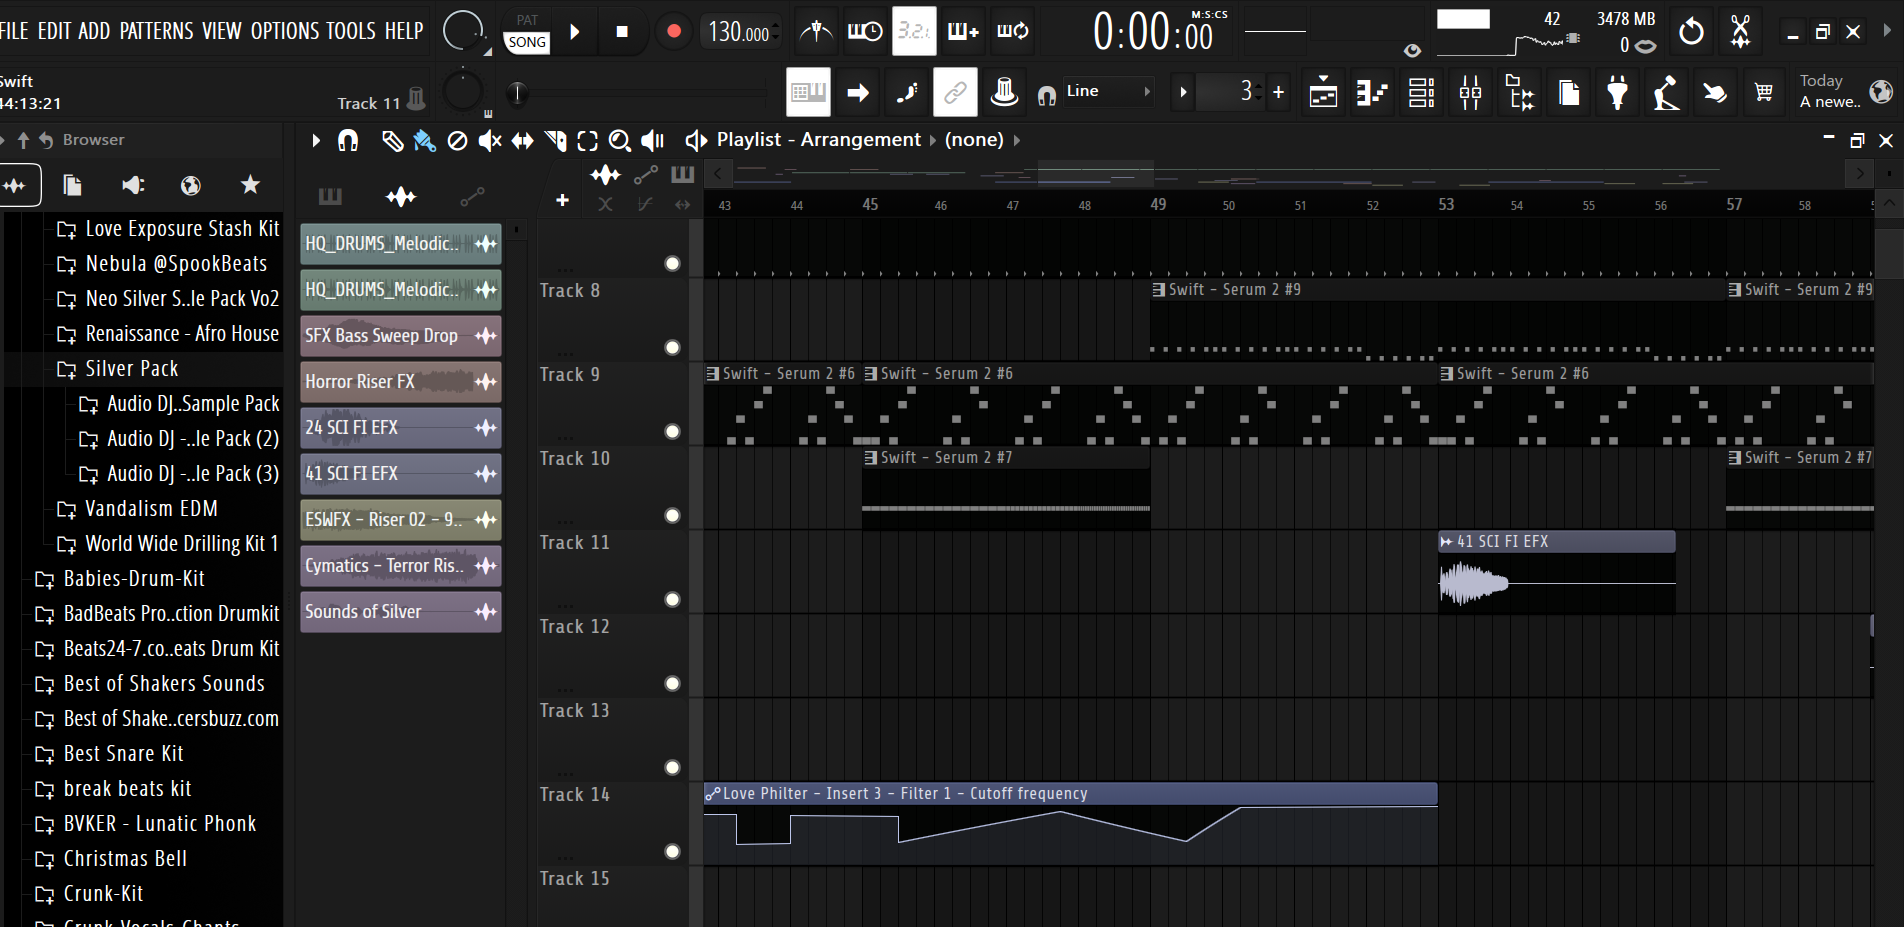 FILE EDIT ADD PATTERNS VIEW OPTIONS TOOLS HELP
PAT
SONG
130.000
3.2.1.
0:00:00
M:S:CS
42
3478 MB
0
Swift
44:13:21
Track 11
Line
3
Today
A newe..
Browser
Playlist - Arrangement
(none)
43 44 45 46 47 48 49 50 51 52 53 54 55 56 57 58
Love Exposure Stash Kit
Nebula @SpookBeats
Neo Silver S..le Pack Vo2
Renaissance - Afro House
Silver Pack
Audio DJ..Sample Pack
Audio DJ -..le Pack (2)
Audio DJ -..le Pack (3)
Vandalism EDM
World Wide Drilling Kit 1
Babies-Drum-Kit
BadBeats Pro..ction Drumkit
Beats24-7.co..eats Drum Kit
Best of Shakers Sounds
Best of Shake..cersbuzz.com
Best Snare Kit
break beats kit
BVKER - Lunatic Phonk
Christmas Bell
Crunk-Kit
Crunk Vocals Chants
HQ_DRUMS_Melodic..
HQ_DRUMS_Melodic..
SFX Bass Sweep Drop
Horror Riser FX
24 SCI FI EFX
41 SCI FI EFX
ESWFX - Riser 02 - 9..
Cymatics - Terror Ris..
Sounds of Silver
Track 8
Swift - Serum 2 #9
Swift - Serum 2 #9
Track 9
Swift - Serum 2 #6
Swift - Serum 2 #6
Swift - Serum 2 #6
Track 10
Swift - Serum 2 #7
Swift - Serum 2 #7
Track 11
41 SCI FI EFX
Track 12
Track 13
Track 14
Love Philter - Insert 3 - Filter 1 - Cutoff frequency
Track 15